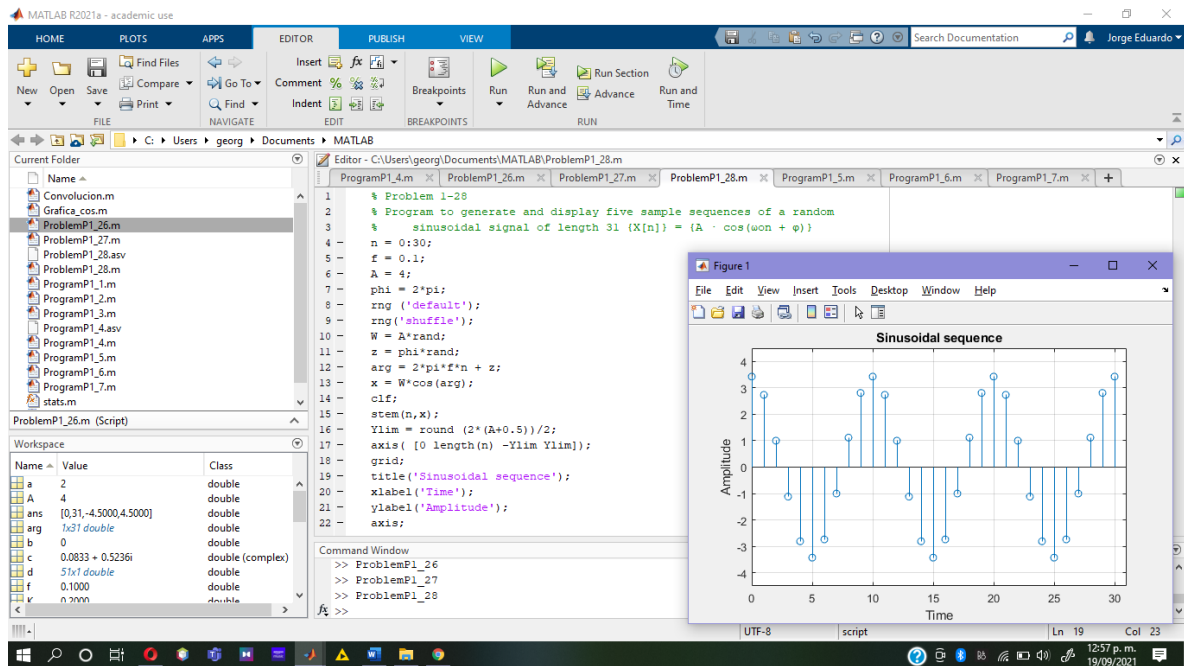 MATLAB R2021a - academic use
HOME PLOTS APPS EDITOR PUBLISH VIEW Search Documentation Jorge Eduardo
New Open Save Find Files Compare Print
FILE
Go To Find
NAVIGATE
Insert fx
Comment
Indent
EDIT
Breakpoints
BREAKPOINTS
Run Run and Advance Run Section Advance Run and Time
RUN
C: Users georg Documents MATLAB
Current Folder
Name
Convolucion.m
Grafica_cos.m
ProblemP1_26.m
ProblemP1_27.m
ProblemP1_28.asv
ProblemP1_28.m
ProgramP1_1.m
ProgramP1_2.m
ProgramP1_3.m
ProgramP1_4.asv
ProgramP1_4.m
ProgramP1_5.m
ProgramP1_6.m
ProgramP1_7.m
stats.m
ProblemP1_26.m (Script)
Workspace
Name Value Class
a 2 double
A 4 double
ans [0,31,-4.5000,4.5000] double
arg 1x31 double double
b 0 double
c 0.0833 + 0.5236i double (complex)
d 51x1 double double
f 0.1000 double
K 0.2000 double
Editor - C:\Users\georg\Documents\MATLAB\ProblemP1_28.m
ProgramP1_4.m ProblemP1_26.m ProblemP1_27.m ProblemP1_28.m ProgramP1_5.m ProgramP1_6.m ProgramP1_7.m +
1 % Problem 1-28
2 % Program to generate and display five sample sequences of a random
3 % sinusoidal signal of length 31 {X[n]} = {A · cos(ωon + φ)}
4 - n = 0:30;
5 - f = 0.1;
6 - A = 4;
7 - phi = 2*pi;
8 - rng ('default');
9 - rng('shuffle');
10 - W = A*rand;
11 - z = phi*rand;
12 - arg = 2*pi*f*n + z;
13 - x = W*cos(arg);
14 - clf;
15 - stem(n,x);
16 - Ylim = round (2*(A+0.5))/2;
17 - axis( [0 length(n) -Ylim Ylim]);
18 - grid;
19 - title('Sinusoidal sequence');
20 - xlabel('Time');
21 - ylabel('Amplitude');
22 - axis;
Command Window
>> ProblemP1_26
>> ProblemP1_27
>> ProblemP1_28
fx >>
Figure 1
File Edit View Insert Tools Desktop Window Help
Sinusoidal sequence
4
3
2
1
0
-1
-2
-3
-4
Amplitude
0 5 10 15 20 25 30
Time
UTF-8 script Ln 19 Col 23
12:57 p. m.
19/09/2021